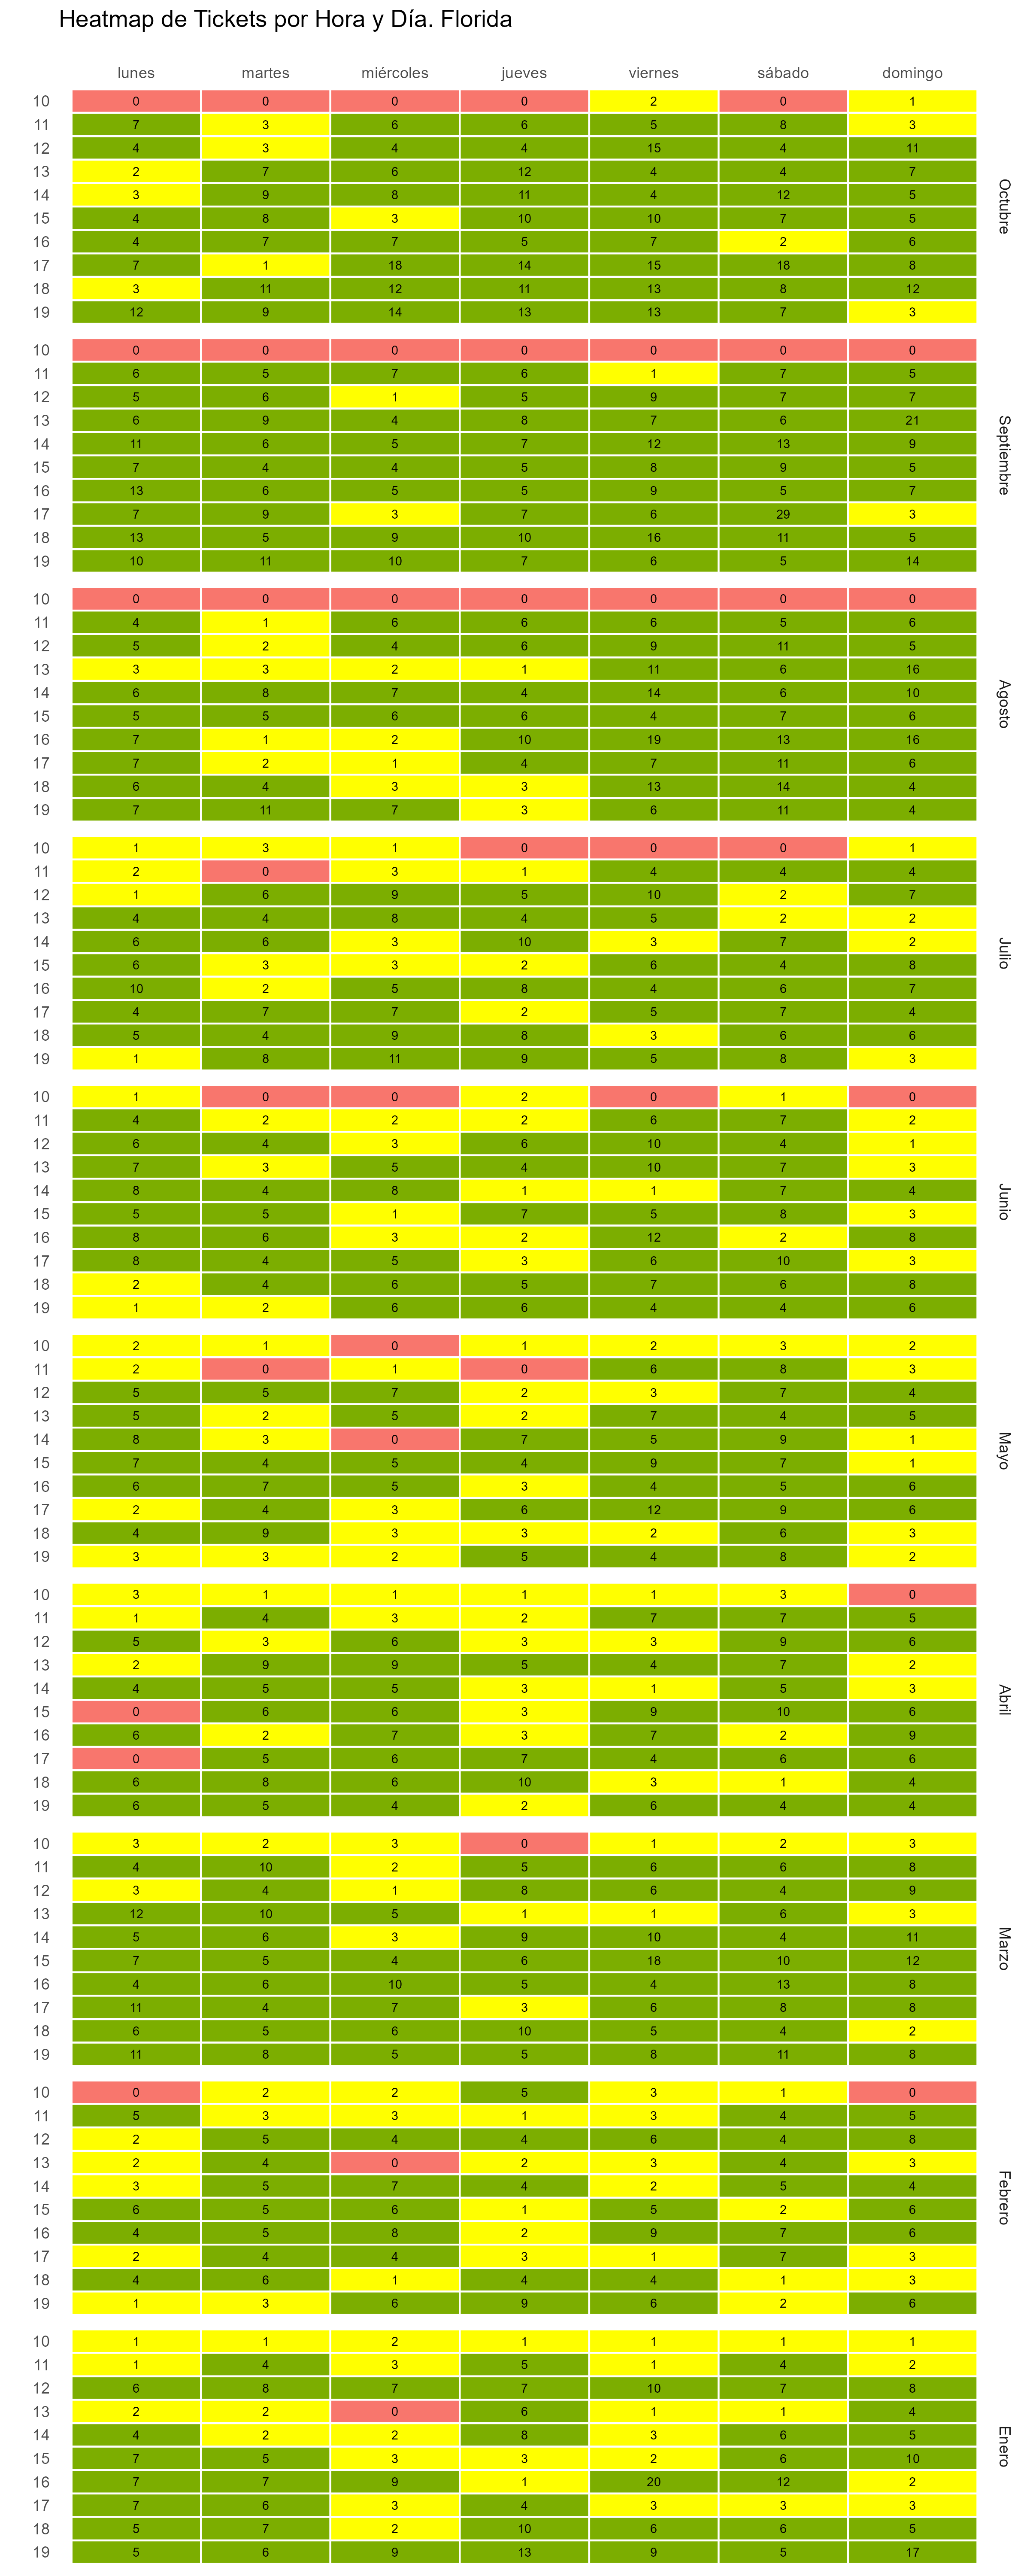 Heatmap de Tickets por Hora y Día. Florida
lunes martes miércoles jueves viernes sábado domingo
10 0 0 0 0 2 0 1
11 7 3 6 6 5 8 3
12 4 3 4 4 15 4 11
13 2 7 6 12 4 4 7
14 3 9 8 11 4 12 5
15 4 8 3 10 10 7 5
16 4 7 7 5 7 2 6
17 7 1 18 14 15 18 8
18 3 11 12 11 13 8 12
19 12 9 14 13 13 7 3
Octubre
10 0 0 0 0 0 0 0
11 6 5 7 6 1 7 5
12 5 6 1 5 9 7 7
13 6 9 4 8 7 6 21
14 11 6 5 7 12 13 9
15 7 4 4 5 8 9 5
16 13 6 5 5 9 5 7
17 7 9 3 7 6 29 3
18 13 5 9 10 16 11 5
19 10 11 10 7 6 5 14
Septiembre
10 0 0 0 0 0 0 0
11 4 1 6 6 6 5 6
12 5 2 4 6 9 11 5
13 3 3 2 1 11 6 16
14 6 8 7 4 14 6 10
15 5 5 6 6 4 7 6
16 7 1 2 10 19 13 16
17 7 2 1 4 7 11 6
18 6 4 3 3 13 14 4
19 7 11 7 3 6 11 4
Agosto
10 1 3 1 0 0 0 1
11 2 0 3 1 4 4 4
12 1 6 9 5 10 2 7
13 4 4 8 4 5 2 2
14 6 6 3 10 3 7 2
15 6 3 3 2 6 4 8
16 10 2 5 8 4 6 7
17 4 7 7 2 5 7 4
18 5 4 9 8 3 6 6
19 1 8 11 9 5 8 3
Julio
10 1 0 0 2 0 1 0
11 4 2 2 2 6 7 2
12 6 4 3 6 10 4 1
13 7 3 5 4 10 7 3
14 8 4 8 1 1 7 4
15 5 5 1 7 5 8 3
16 8 6 3 2 12 2 8
17 8 4 5 3 6 10 3
18 2 4 6 5 7 6 8
19 1 2 6 6 4 4 6
Junio
10 2 1 0 1 2 3 2
11 2 0 1 0 6 8 3
12 5 5 7 2 3 7 4
13 5 2 5 2 7 4 5
14 8 3 0 7 5 9 1
15 7 4 5 4 9 7 1
16 6 7 5 3 4 5 6
17 2 4 3 6 12 9 6
18 4 9 3 3 2 6 3
19 3 3 2 5 4 8 2
Mayo
10 3 1 1 1 1 3 0
11 1 4 3 2 7 7 5
12 5 3 6 3 3 9 6
13 2 9 9 5 4 7 2
14 4 5 5 3 1 5 3
15 0 6 6 3 9 10 6
16 6 2 7 3 7 2 9
17 0 5 6 7 4 6 6
18 6 8 6 10 3 1 4
19 6 5 4 2 6 4 4
Abril
10 3 2 3 0 1 2 3
11 4 10 2 5 6 6 8
12 3 4 1 8 6 4 9
13 12 10 5 1 1 6 3
14 5 6 3 9 10 4 11
15 7 5 4 6 18 10 12
16 4 6 10 5 4 13 8
17 11 4 7 3 6 8 8
18 6 5 6 10 5 4 2
19 11 8 5 5 8 11 8
Marzo
10 0 2 2 5 3 1 0
11 5 3 3 1 3 4 5
12 2 5 4 4 6 4 8
13 2 4 0 2 3 4 3
14 3 5 7 4 2 5 4
15 6 5 6 1 5 2 6
16 4 5 8 2 9 7 6
17 2 4 4 3 1 7 3
18 4 6 1 4 4 1 3
19 1 3 6 9 6 2 6
Febrero
10 1 1 2 1 1 1 1
11 1 4 3 5 1 4 2
12 6 8 7 7 10 7 8
13 2 2 0 6 1 1 4
14 4 2 2 8 3 6 5
15 7 5 3 3 2 6 10
16 7 7 9 1 20 12 2
17 7 6 3 4 3 3 3
18 5 7 2 10 6 6 5
19 5 6 9 13 9 5 17
Enero